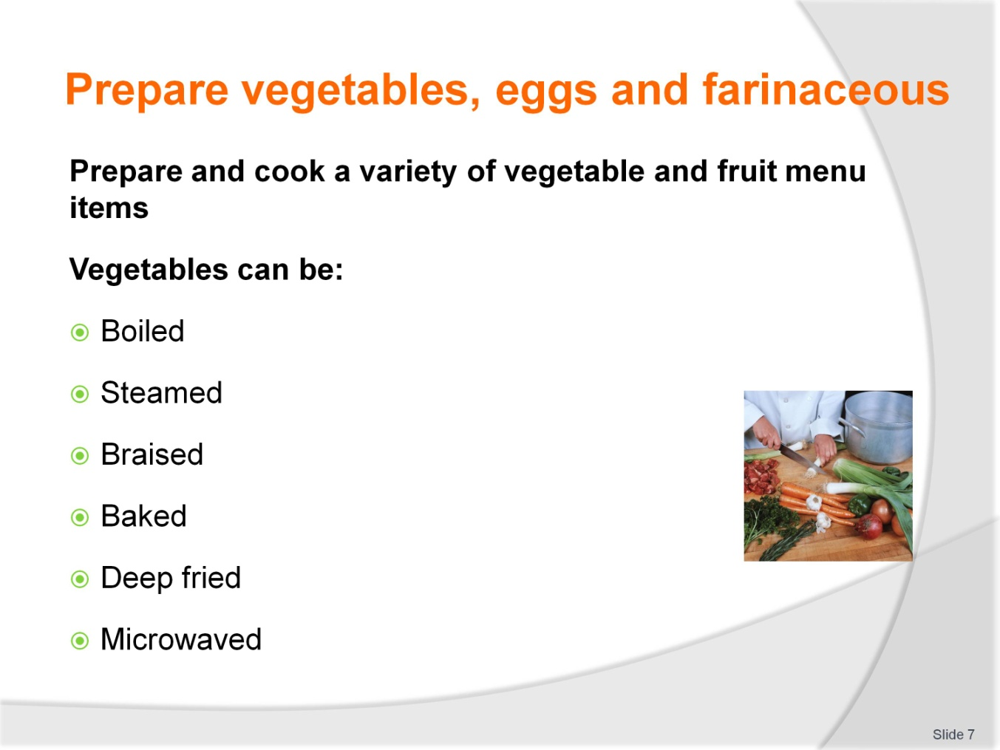 Prepare vegetables, eggs and farinaceous
Prepare and cook a variety of vegetable and fruit menu
items
Vegetables can be:
Boiled
Steamed
Braised
Baked
Deep fried
Microwaved
Slide 7